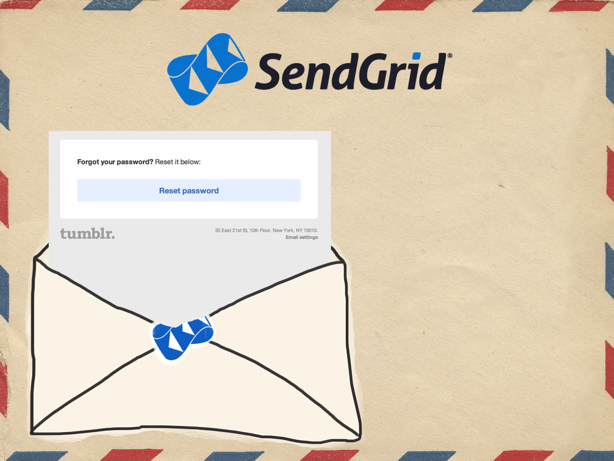 SendGrid®
Forgot your password? Reset it below:
Reset password
tumblr.
35 East 21st St, 10th Floor, New York, NY 10010.
Email settings